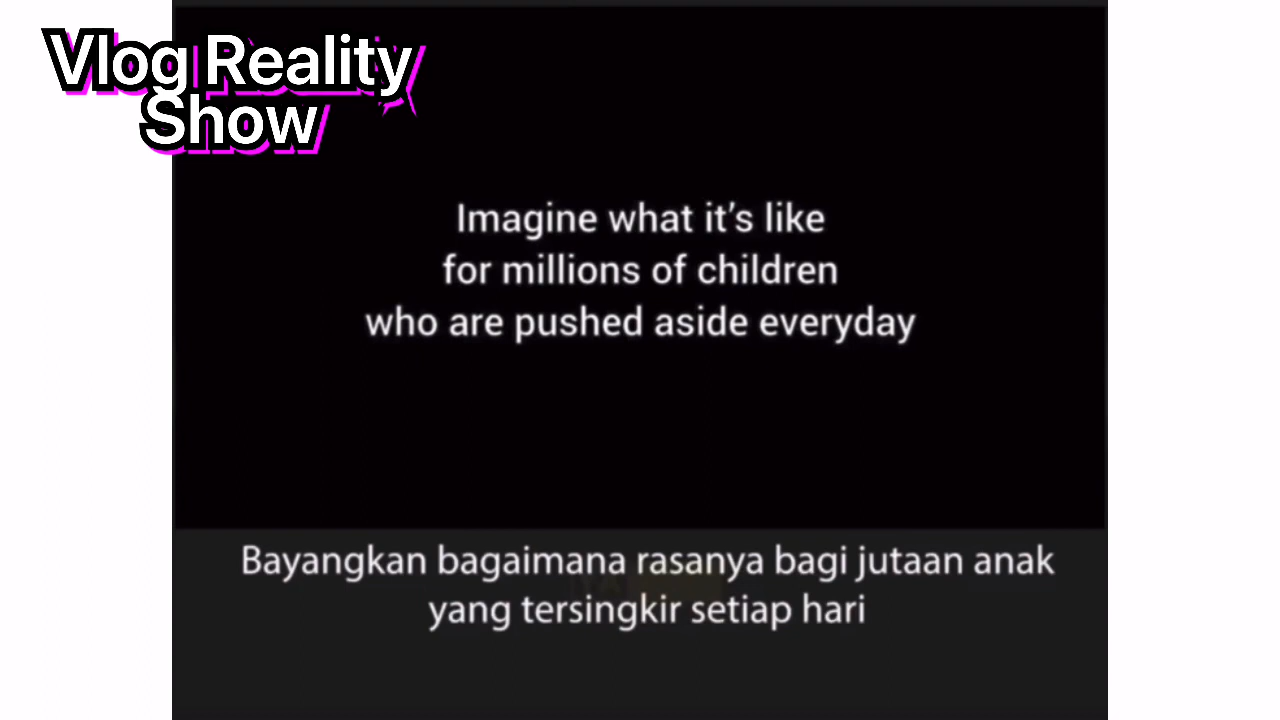 Vlog Reality
Show
Imagine what it's like
for millions of children
who are pushed aside everyday
Bayangkan bagaimana rasanya bagi jutaan anak
yang tersingkir setiap hari